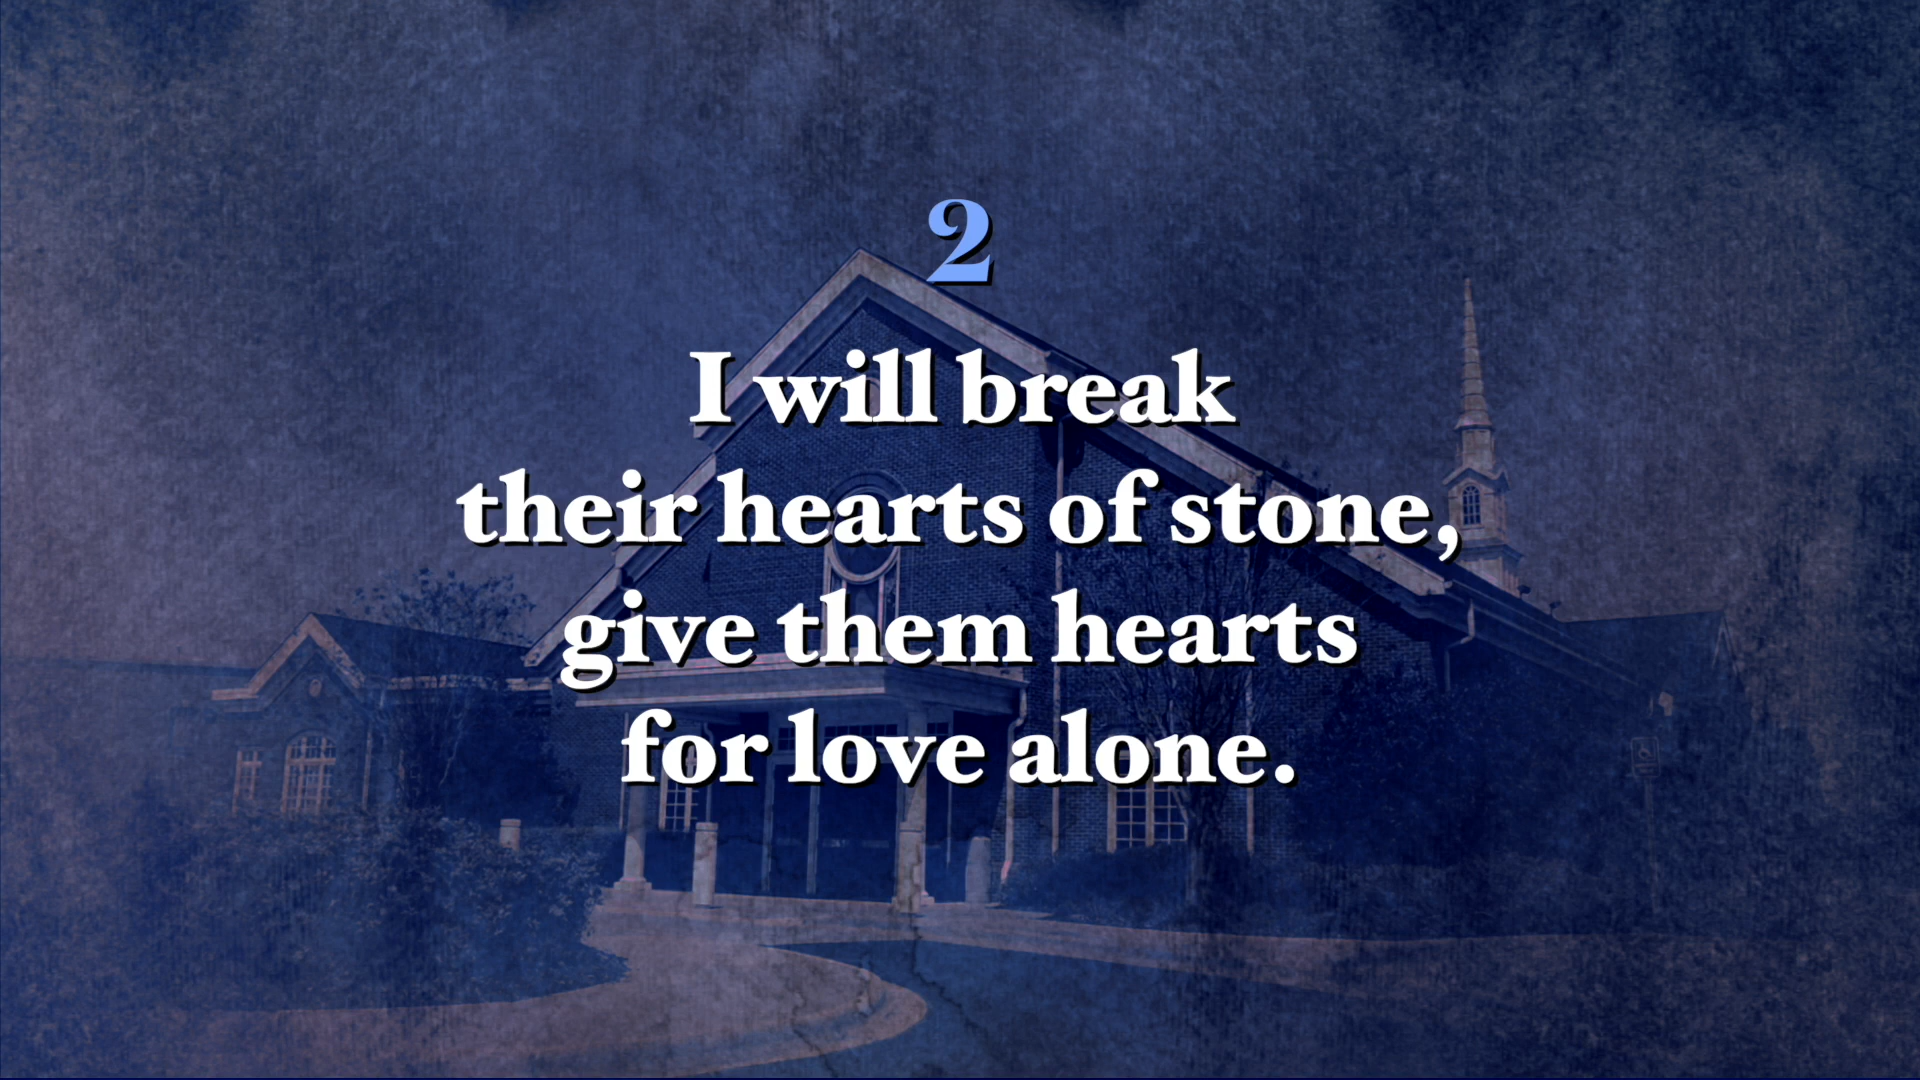 2
I will break
their hearts of stone,
give them hearts
for love alone.